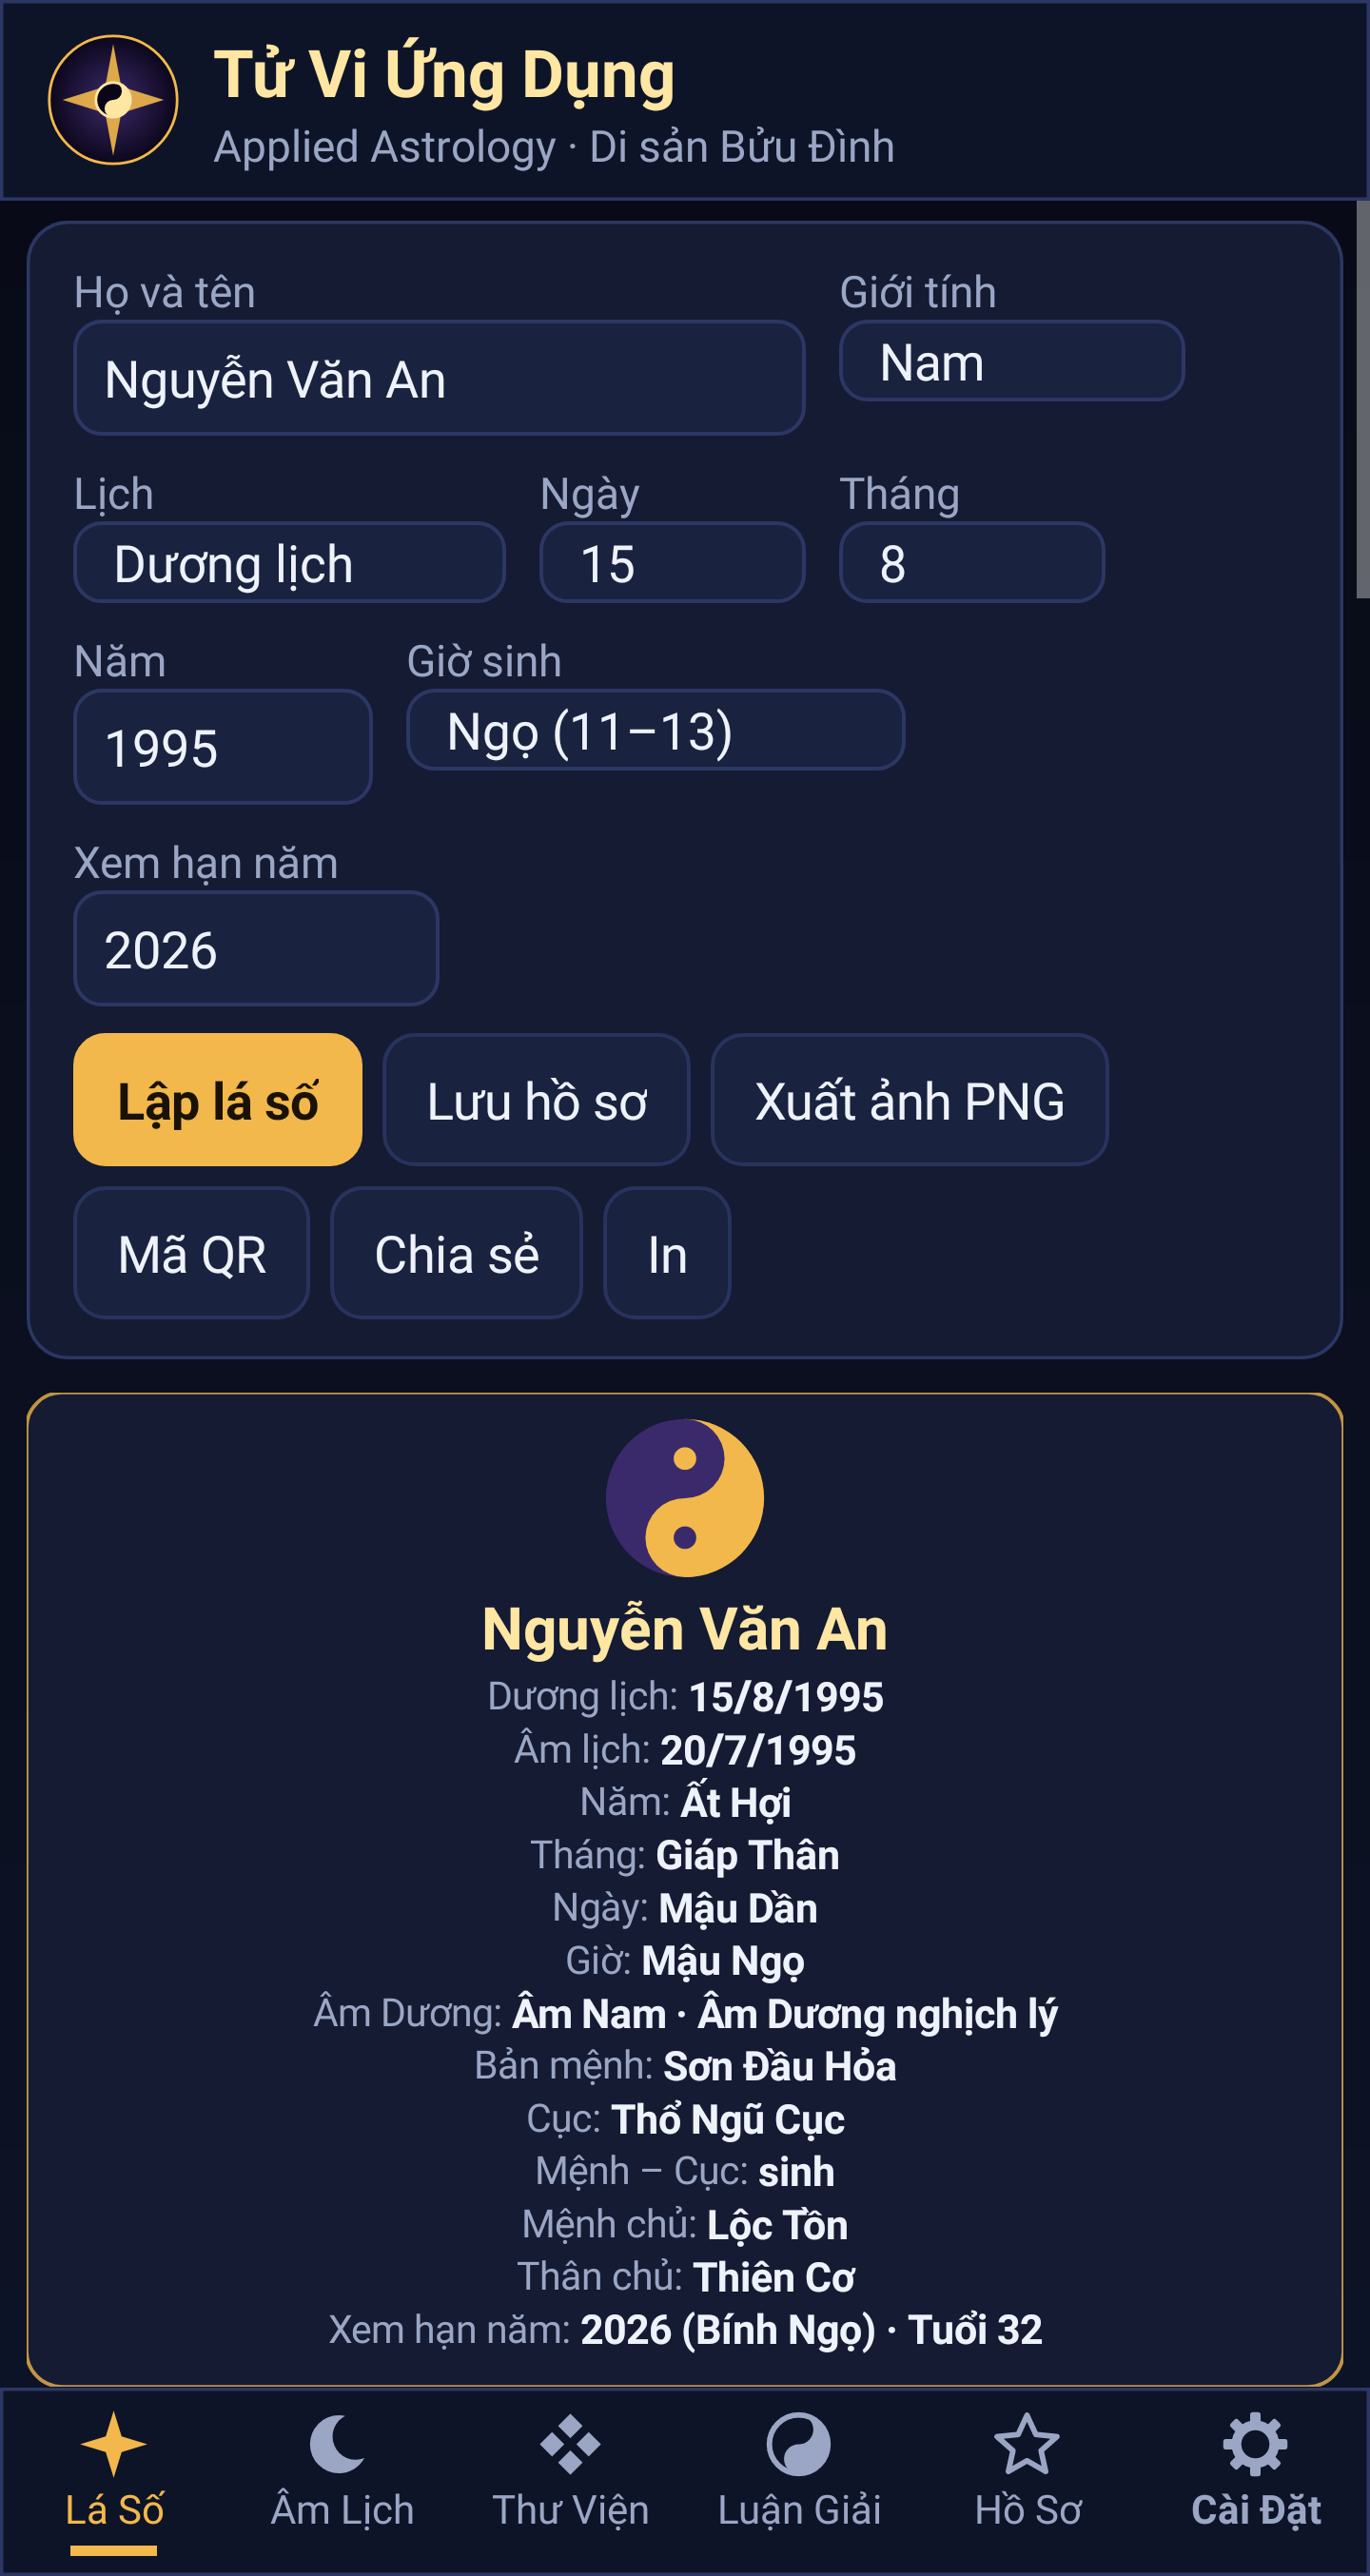 Tử Vi Ứng Dụng
Applied Astrology · Di sản Bửu Đình
Họ và tên
Giới tính
Nguyễn Văn An
Nam
Lịch
Ngày
Tháng
Dương lịch
15
8
Năm
Giờ sinh
1995
Ngọ (11–13)
Xem hạn năm
2026
Lập lá số
Lưu hồ sơ
Xuất ảnh PNG
Mã QR
Chia sẻ
In
Nguyễn Văn An
Dương lịch: 15/8/1995
Âm lịch: 20/7/1995
Năm: Ất Hợi
Tháng: Giáp Thân
Ngày: Mậu Dần
Giờ: Mậu Ngọ
Âm Dương: Âm Nam · Âm Dương nghịch lý
Bản mệnh: Sơn Đầu Hỏa
Cục: Thổ Ngũ Cục
Mệnh – Cục: sinh
Mệnh chủ: Lộc Tồn
Thân chủ: Thiên Cơ
Xem hạn năm: 2026 (Bính Ngọ) · Tuổi 32
Lá Số
Âm Lịch
Thư Viện
Luận Giải
Hồ Sơ
Cài Đặt